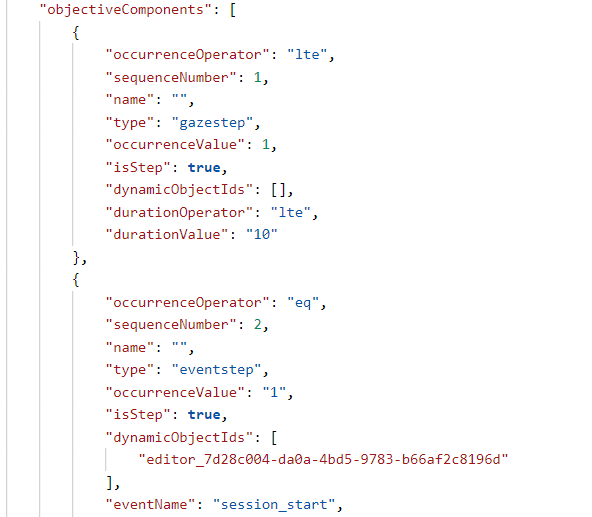 "objectiveComponents": [
{
"occurrenceOperator": "lte",
"sequenceNumber": 1,
"name": "",
"type": "gazestep",
"occurrenceValue": 1,
"isStep": true,
"dynamicObjectIds": [],
"durationOperator": "lte",
"durationValue": "10"
},
{
"occurrenceOperator": "eq",
"sequenceNumber": 2,
"name": "",
"type": "eventstep",
"occurrenceValue": "1",
"isStep": true,
"dynamicObjectIds": [
"editor_7d28c004-da0a-4bd5-9783-b66af2c8196d"
],
"eventName": "session_start",